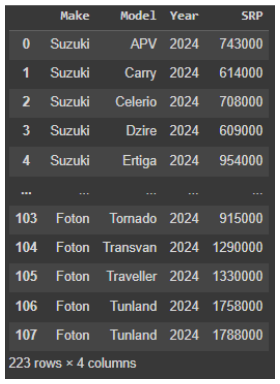 Make Model Year SRP
0 Suzuki APV 2024 743000
1 Suzuki Carry 2024 614000
2 Suzuki Celerio 2024 708000
3 Suzuki Dzire 2024 609000
4 Suzuki Ertiga 2024 954000
... ... ... ... ...
103 Foton Tornado 2024 915000
104 Foton Transvan 2024 1290000
105 Foton Traveller 2024 1330000
106 Foton Tunland 2024 1758000
107 Foton Tunland 2024 1788000
223 rows × 4 columns